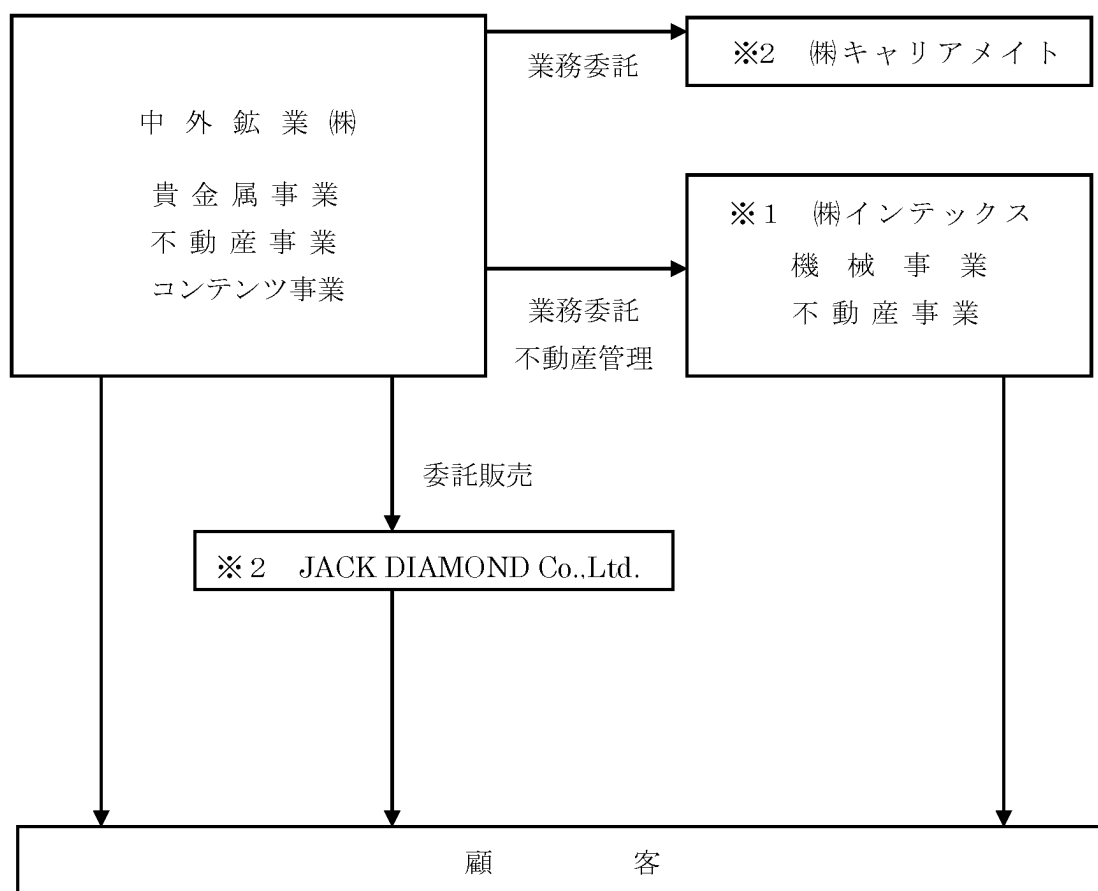 中外鉱業㈱
貴金属事業
不動産事業
コンテンツ事業
業務委託
※2 ㈱キャリアメイト
※1 ㈱インテックス
機械事業
不動産事業
業務委託
不動産管理
委託販売
※2 JACK DIAMOND Co.,Ltd.
顧客